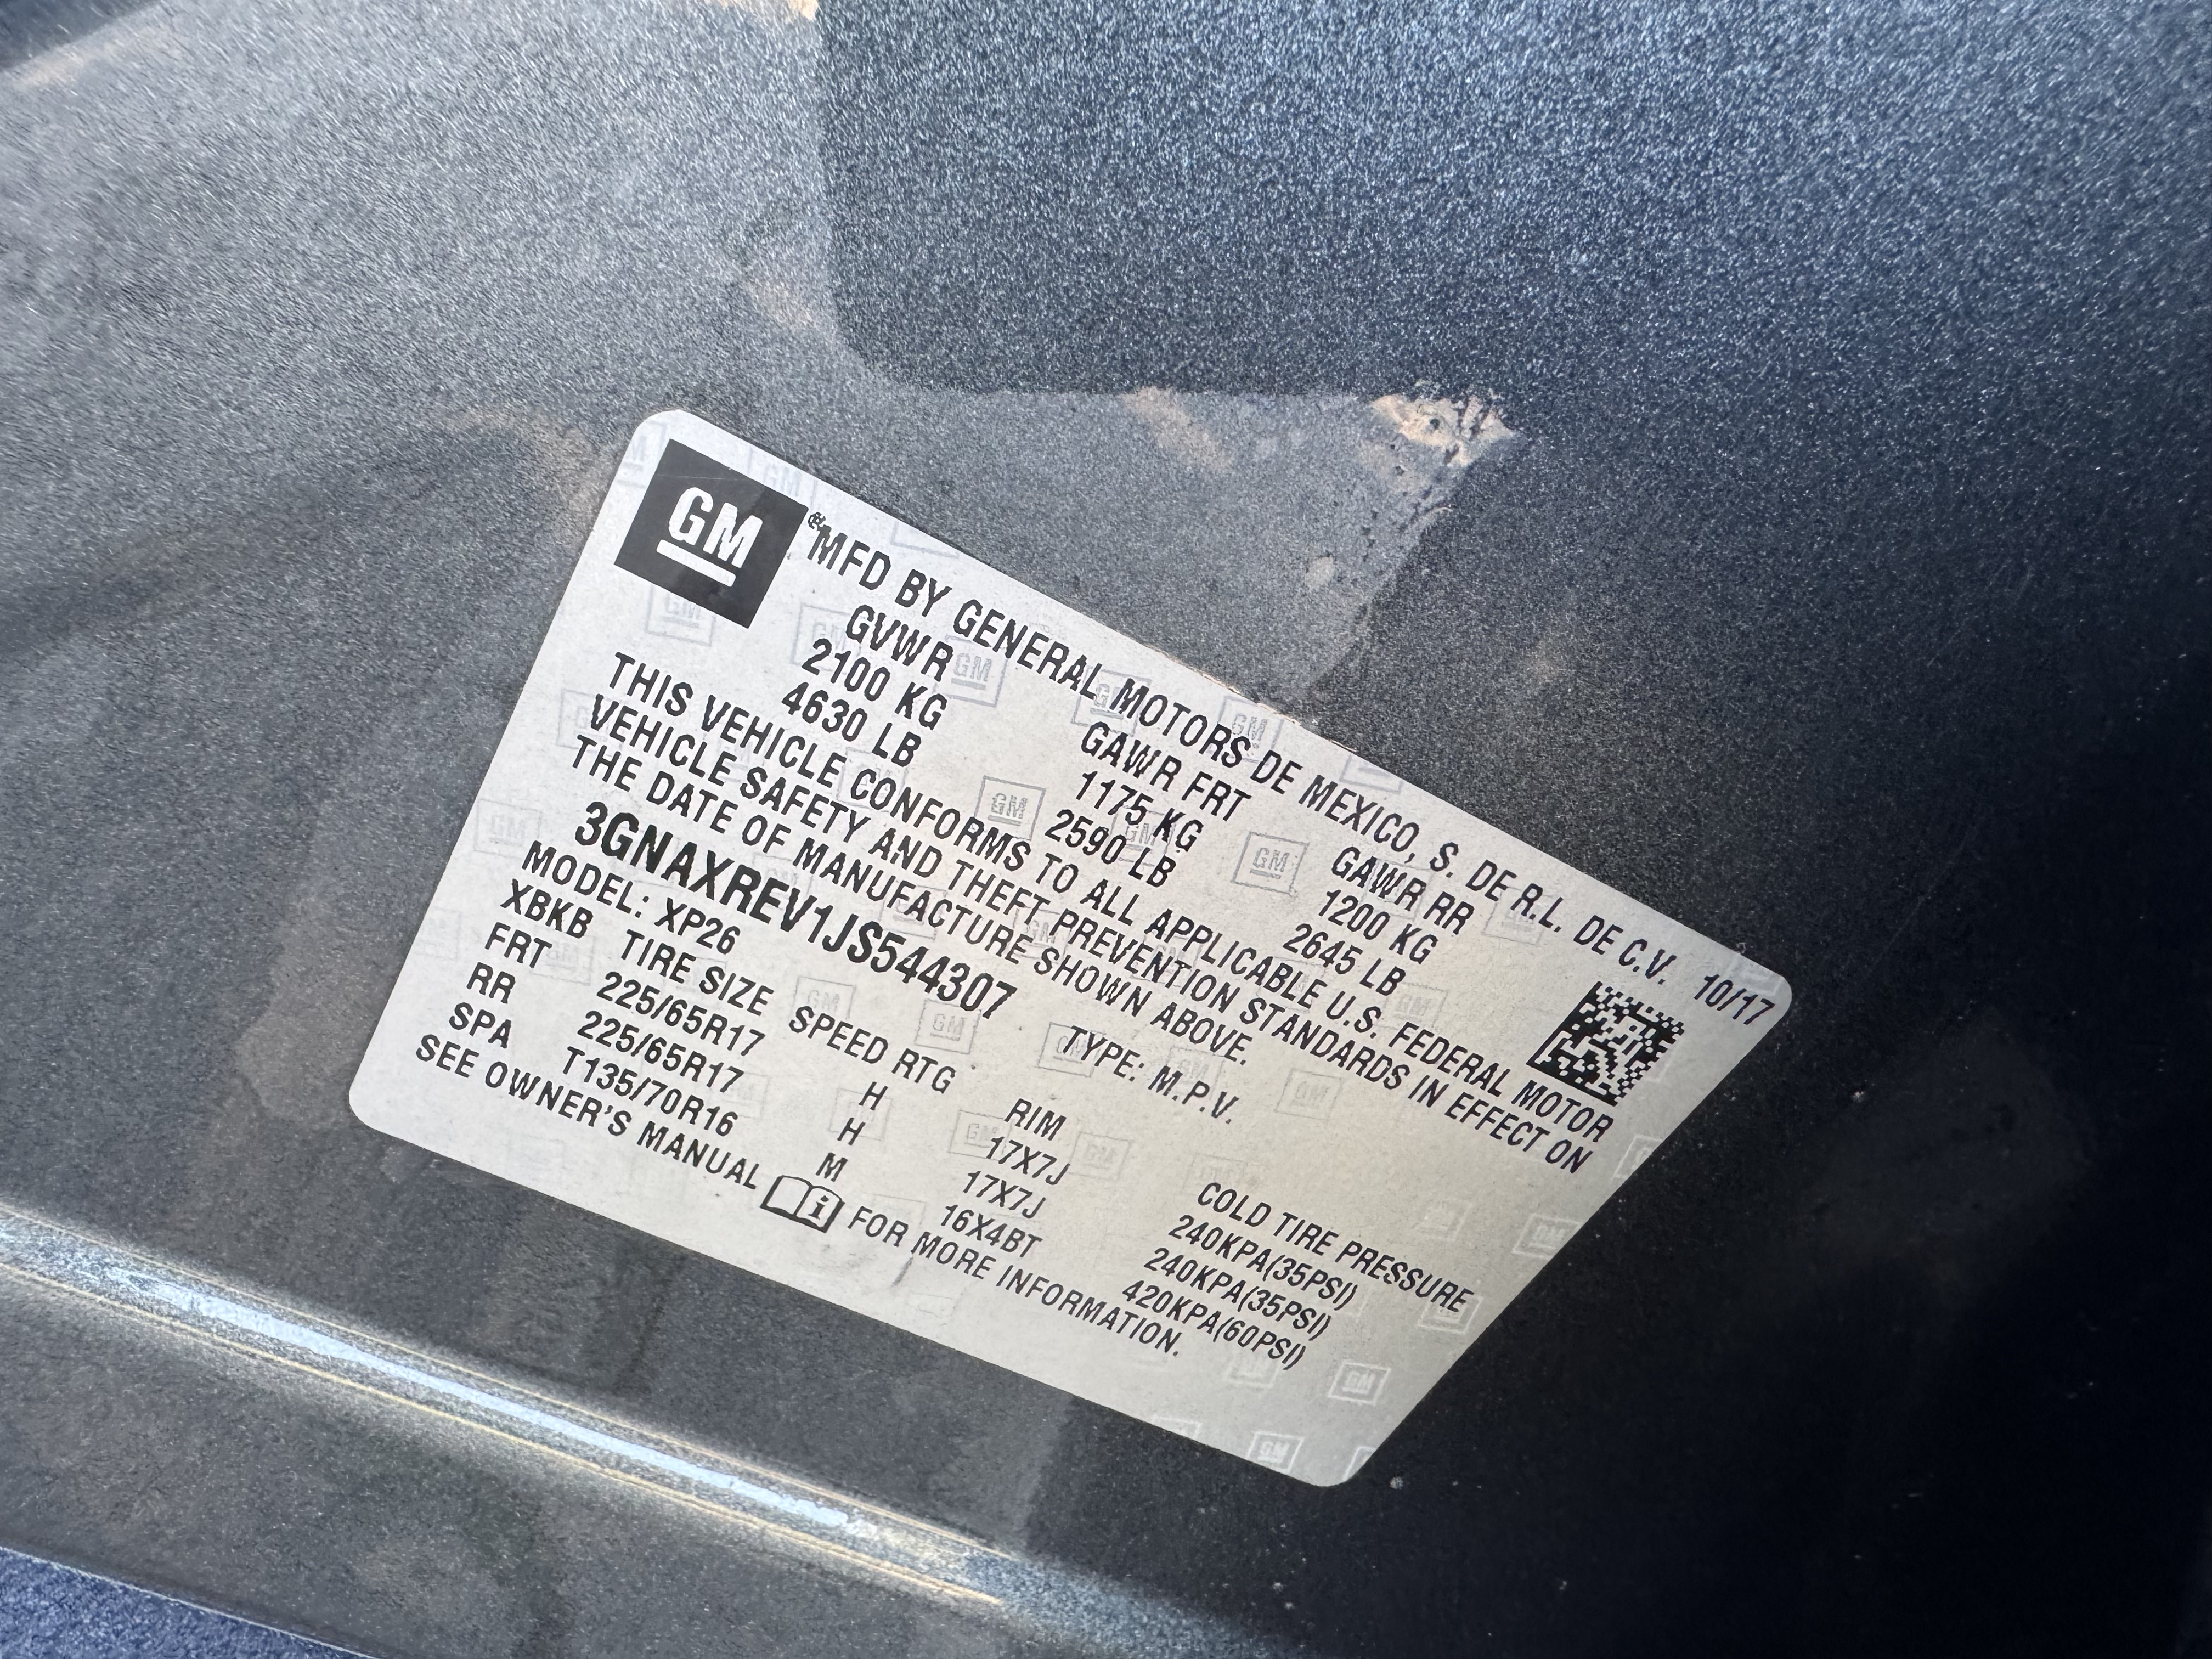 GM® MFD BY GENERAL MOTORS DE MEXICO, S. DE R.L. DE C.V. 10/17
GVWR GAWR FRT GAWR RR
2100 KG 1175 KG 1200 KG
4630 LB 2590 LB 2645 LB
THIS VEHICLE CONFORMS TO ALL APPLICABLE U.S. FEDERAL MOTOR
VEHICLE SAFETY AND THEFT PREVENTION STANDARDS IN EFFECT ON
THE DATE OF MANUFACTURE SHOWN ABOVE.
3GNAXREV1JS544307 TYPE: M.P.V.
MODEL: XP26
XBKB TIRE SIZE SPEED RTG RIM COLD TIRE PRESSURE
FRT 225/65R17 H 17X7J 240KPA(35PSI)
RR 225/65R17 H 17X7J 240KPA(35PSI)
SPA T135/70R16 M 16X4BT 420KPA(60PSI)
SEE OWNER'S MANUAL i FOR MORE INFORMATION.